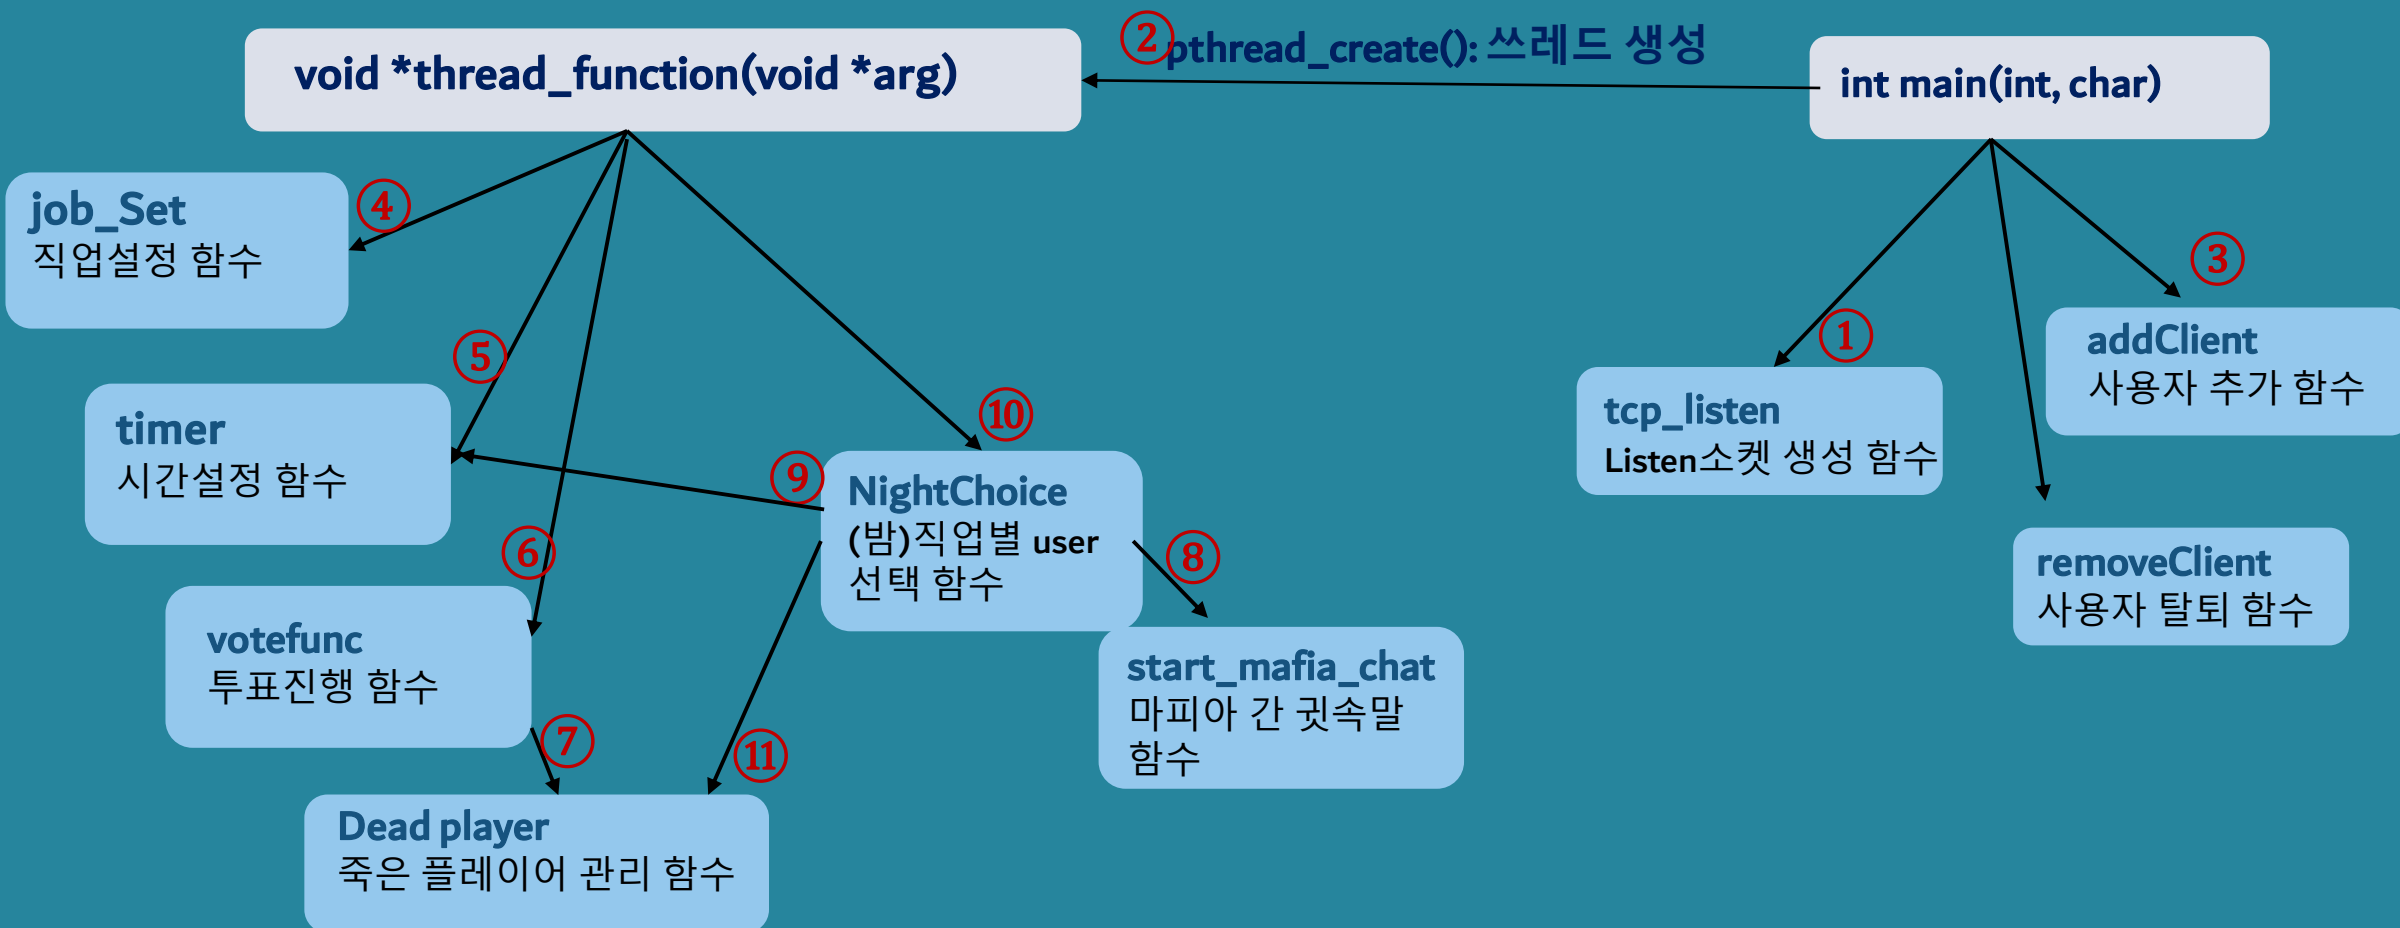 void *thread_function(void *arg)
② pthread_create(): 쓰레드 생성
int main(int, char)
job_Set
직업설정 함수
④
③
⑤
①
addClient
사용자 추가 함수
timer
시간설정 함수
⑩
tcp_listen
Listen소켓 생성 함수
⑨
NightChoice
(밤)직업별 user
선택 함수
⑥
⑧
removeClient
사용자 탈퇴 함수
votefunc
투표진행 함수
start_mafia_chat
마피아 간 귓속말
함수
⑦
⑪
Dead player
죽은 플레이어 관리 함수